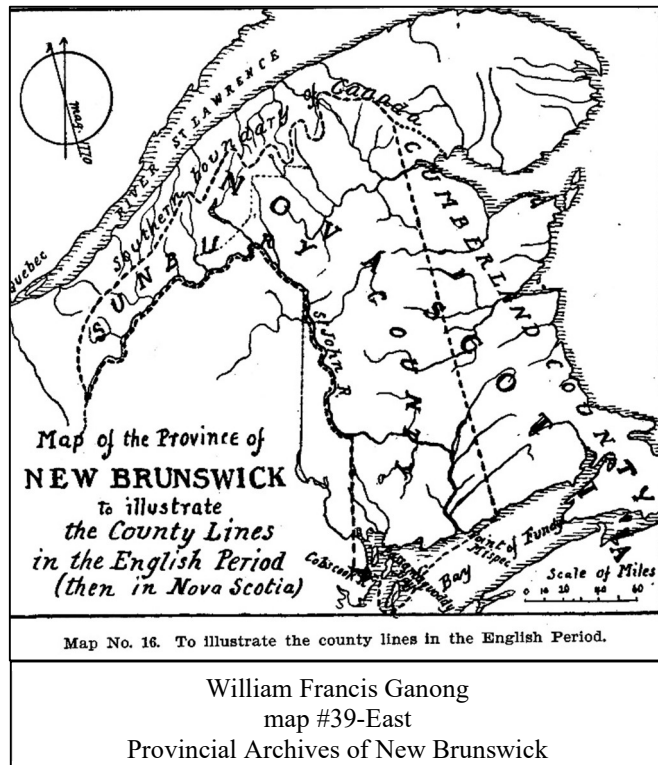 mag. 1770
RIVER ST LAWRENCE
Quebec
Southern boundary of Canada
SUNBURY COUNTY
NOVA SCOTIA
CUMBERLAND COUNTY
St John R.
Map of the Province of
NEW BRUNSWICK
to illustrate
the County Lines
in the English Period
(then in Nova Scotia)
Point Mispec
Bay of Fundy
Scale of Miles
0 20 40 60
Map No. 16. To illustrate the county lines in the English Period.
William Francis Ganong
map #39-East
Provincial Archives of New Brunswick